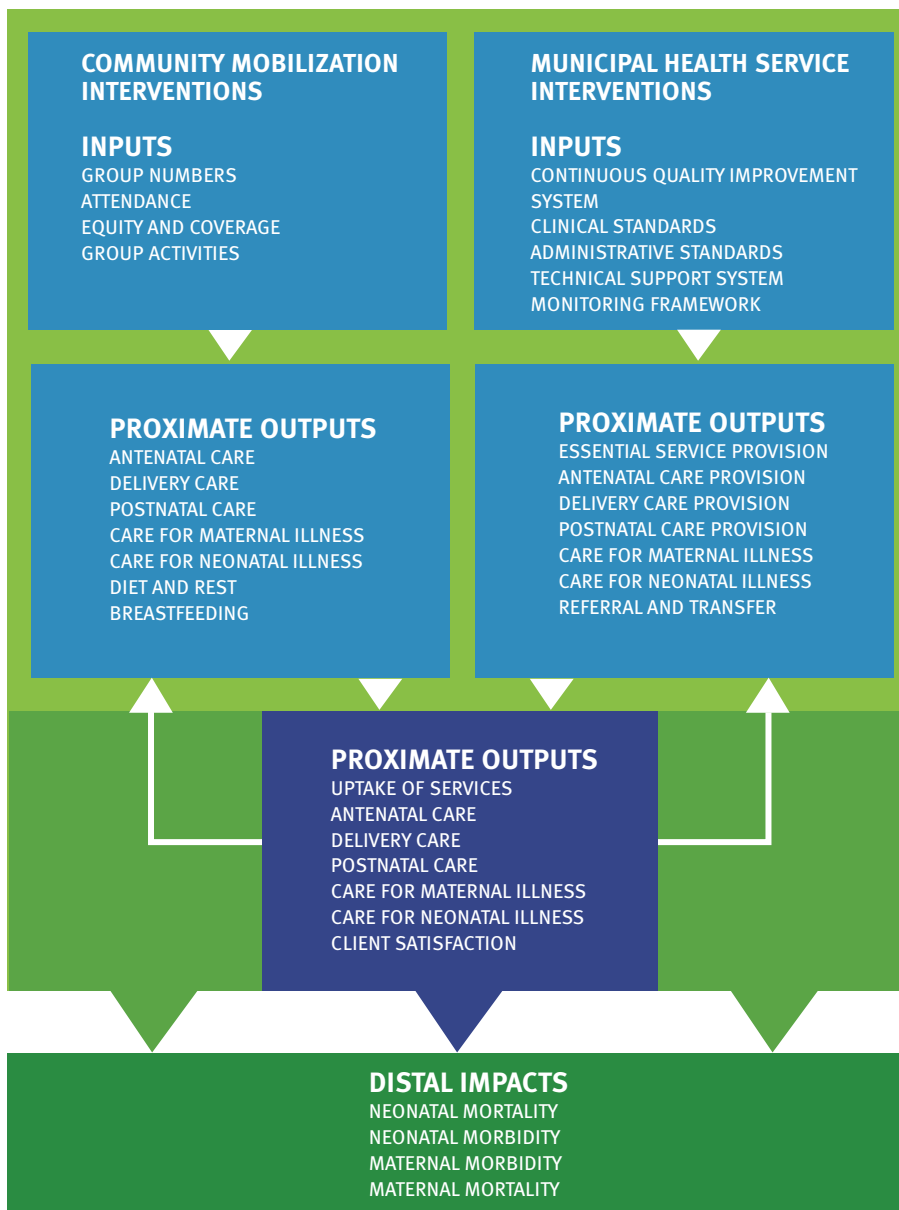 COMMUNITY MOBILIZATION
INTERVENTIONS
INPUTS
GROUP NUMBERS
ATTENDANCE
EQUITY AND COVERAGE
GROUP ACTIVITIES
MUNICIPAL HEALTH SERVICE
INTERVENTIONS
INPUTS
CONTINUOUS QUALITY IMPROVEMENT
SYSTEM
CLINICAL STANDARDS
ADMINISTRATIVE STANDARDS
TECHNICAL SUPPORT SYSTEM
MONITORING FRAMEWORK
PROXIMATE OUTPUTS
ANTENATAL CARE
DELIVERY CARE
POSTNATAL CARE
CARE FOR MATERNAL ILLNESS
CARE FOR NEONATAL ILLNESS
DIET AND REST
BREASTFEEDING
PROXIMATE OUTPUTS
ESSENTIAL SERVICE PROVISION
ANTENATAL CARE PROVISION
DELIVERY CARE PROVISION
POSTNATAL CARE PROVISION
CARE FOR MATERNAL ILLNESS
CARE FOR NEONATAL ILLNESS
REFERRAL AND TRANSFER
PROXIMATE OUTPUTS
UPTAKE OF SERVICES
ANTENATAL CARE
DELIVERY CARE
POSTNATAL CARE
CARE FOR MATERNAL ILLNESS
CARE FOR NEONATAL ILLNESS
CLIENT SATISFACTION
DISTAL IMPACTS
NEONATAL MORTALITY
NEONATAL MORBIDITY
MATERNAL MORBIDITY
MATERNAL MORTALITY